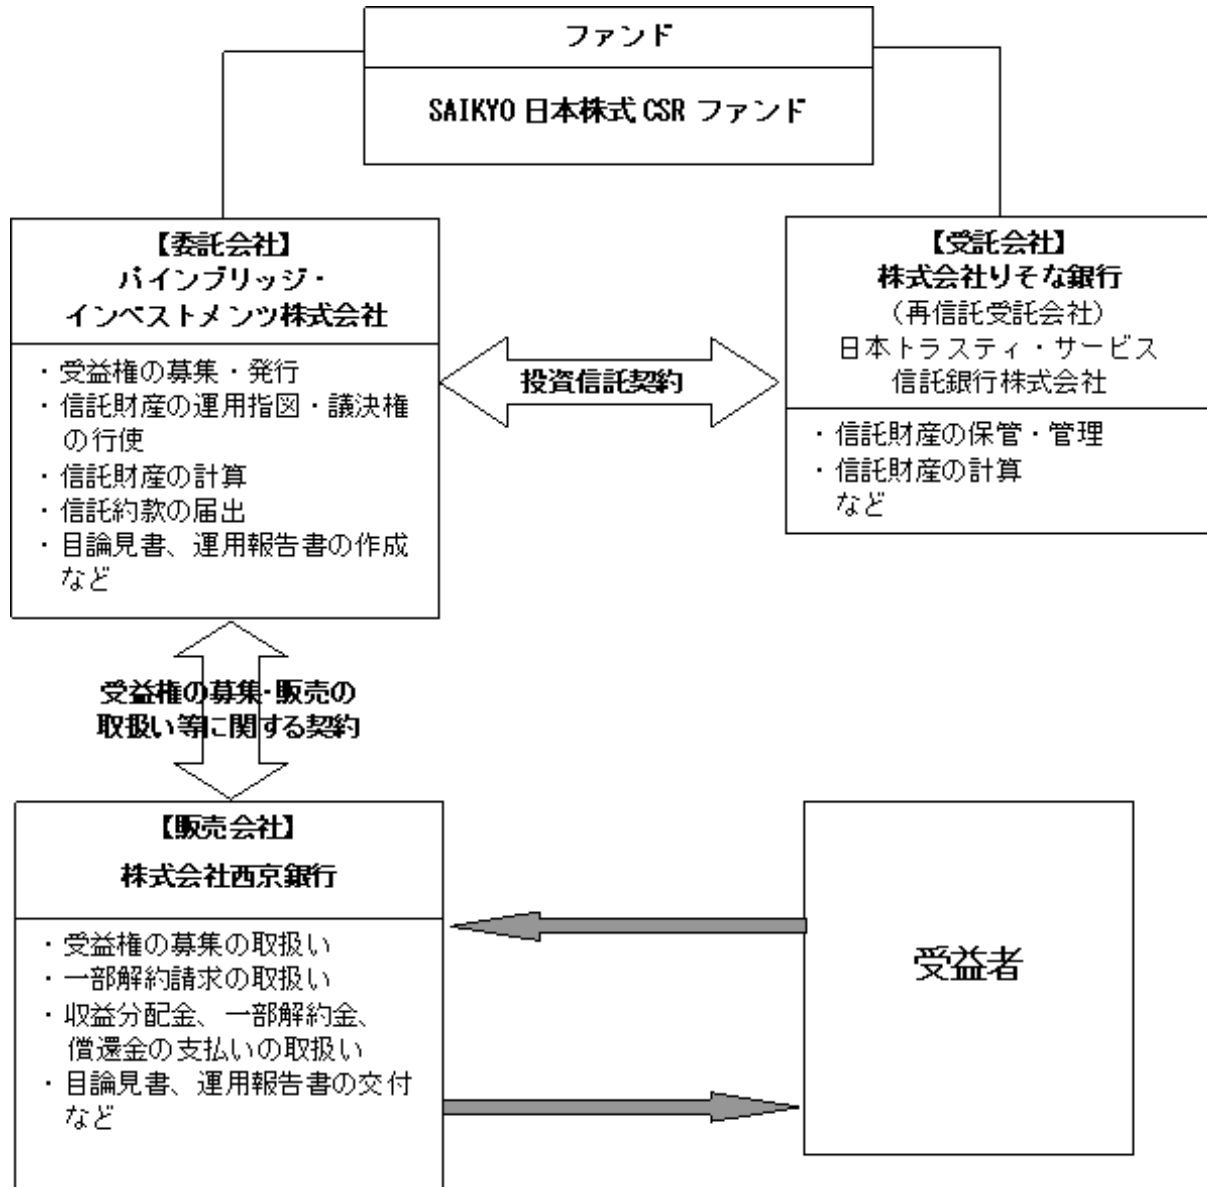 ファンド
SAIKYO 日本株式 CSR ファンド
【委託会社】
パインブリッジ・
インベストメンツ株式会社
・受益権の募集・発行
・信託財産の運用指図・議決権
の行使
・信託財産の計算
・信託約款の届出
・目論見書、運用報告書の作成
など
投資信託契約
【受託会社】
株式会社りそな銀行
（再信託受託会社）
日本トラスティ・サービス
信託銀行株式会社
・信託財産の保管・管理
・信託財産の計算
など
受益権の募集・販売の
取扱い等に関する契約
【販売会社】
株式会社西京銀行
・受益権の募集の取扱い
・一部解約請求の取扱い
・収益分配金、一部解約金、
償還金の支払いの取扱い
・目論見書、運用報告書の交付
など
受益者